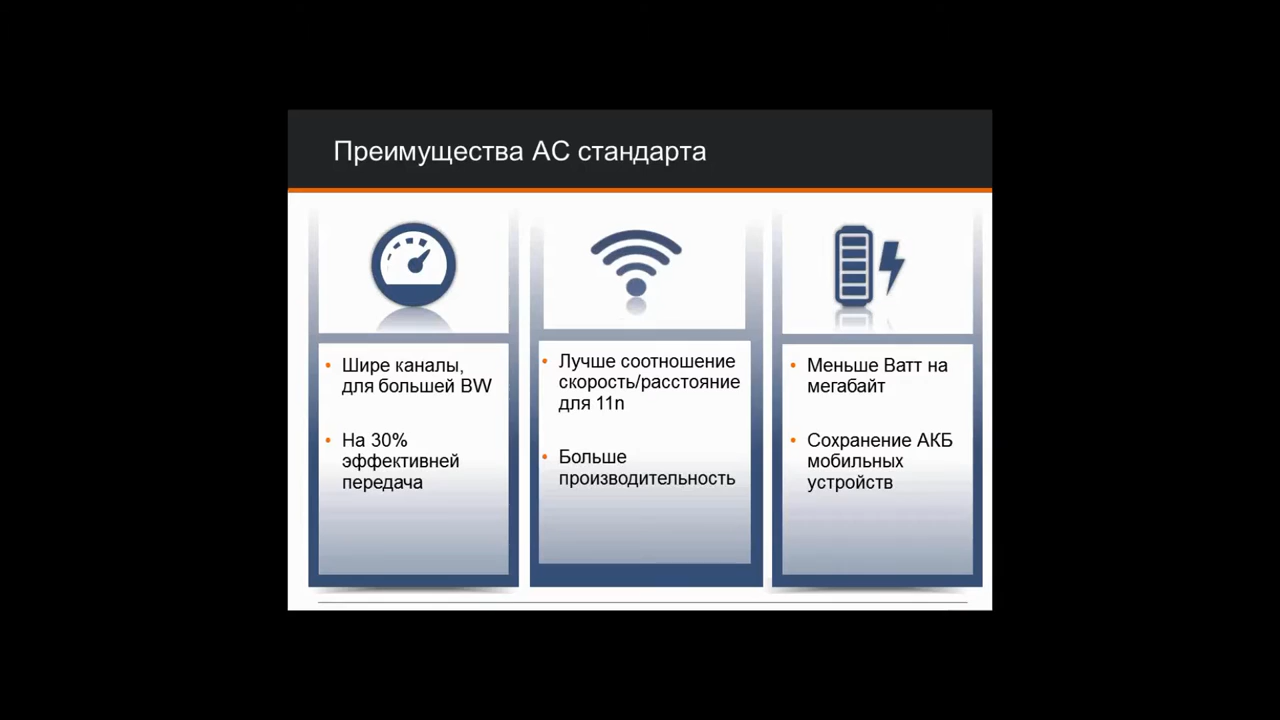 Преимущества АС стандарта
• Шире каналы,
для большей BW
• На 30%
эффективней
передача
• Лучше соотношение
скорость/расстояние
для 11n
• Больше
производительность
• Меньше Ватт на
мегабайт
• Сохранение АКБ
мобильных
устройств